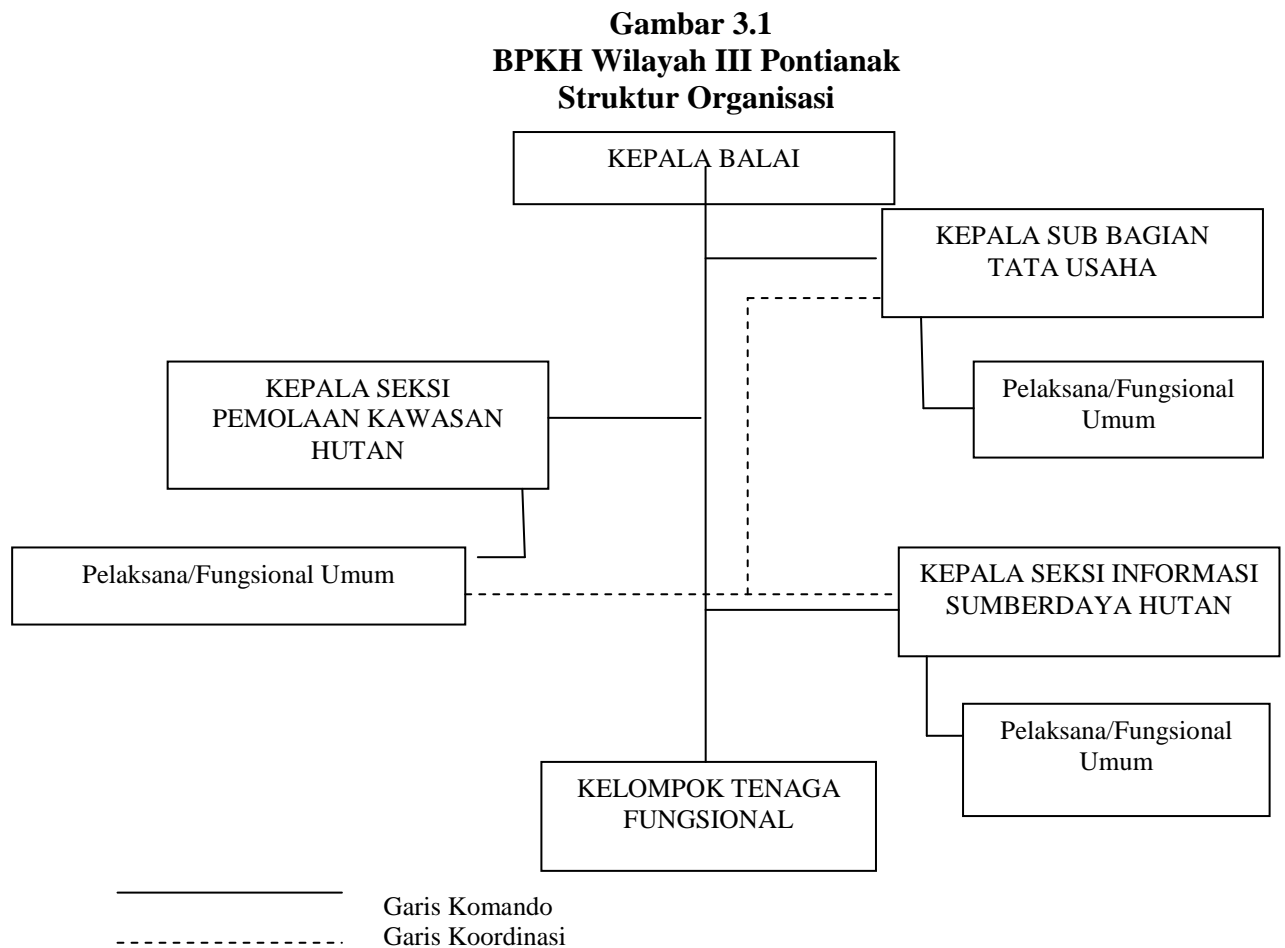 Gambar 3.1
BPKH Wilayah III Pontianak
Struktur Organisasi
KEPALA BALAI
KEPALA SUB BAGIAN
TATA USAHA
KEPALA SEKSI
PEMOLAAN KAWASAN
HUTAN
Pelaksana/Fungsional
Umum
Pelaksana/Fungsional Umum
KEPALA SEKSI INFORMASI
SUMBERDAYA HUTAN
Pelaksana/Fungsional
Umum
KELOMPOK TENAGA
FUNGSIONAL
Garis Komando
Garis Koordinasi